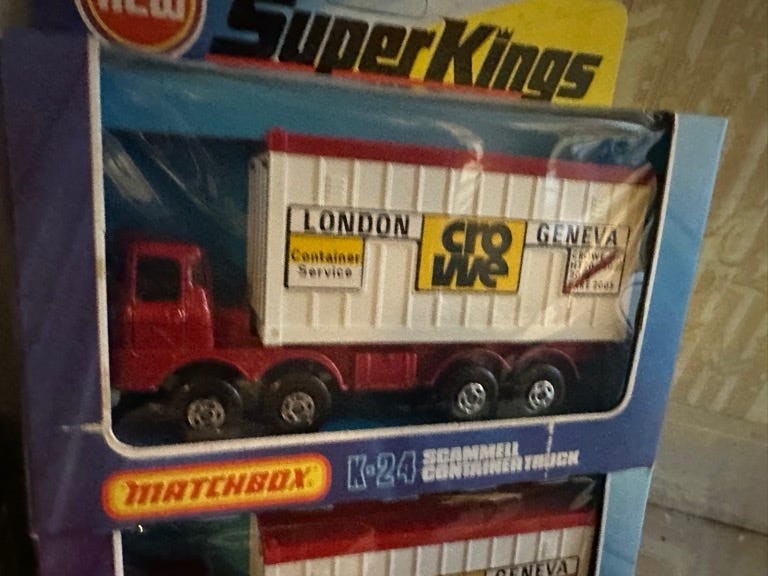 new
SuperKings
LONDON
crowe
GENEVA
Container
Service
MATCHBOX
K-24
SCAMMELL
CONTAINER TRUCK
GENEVA